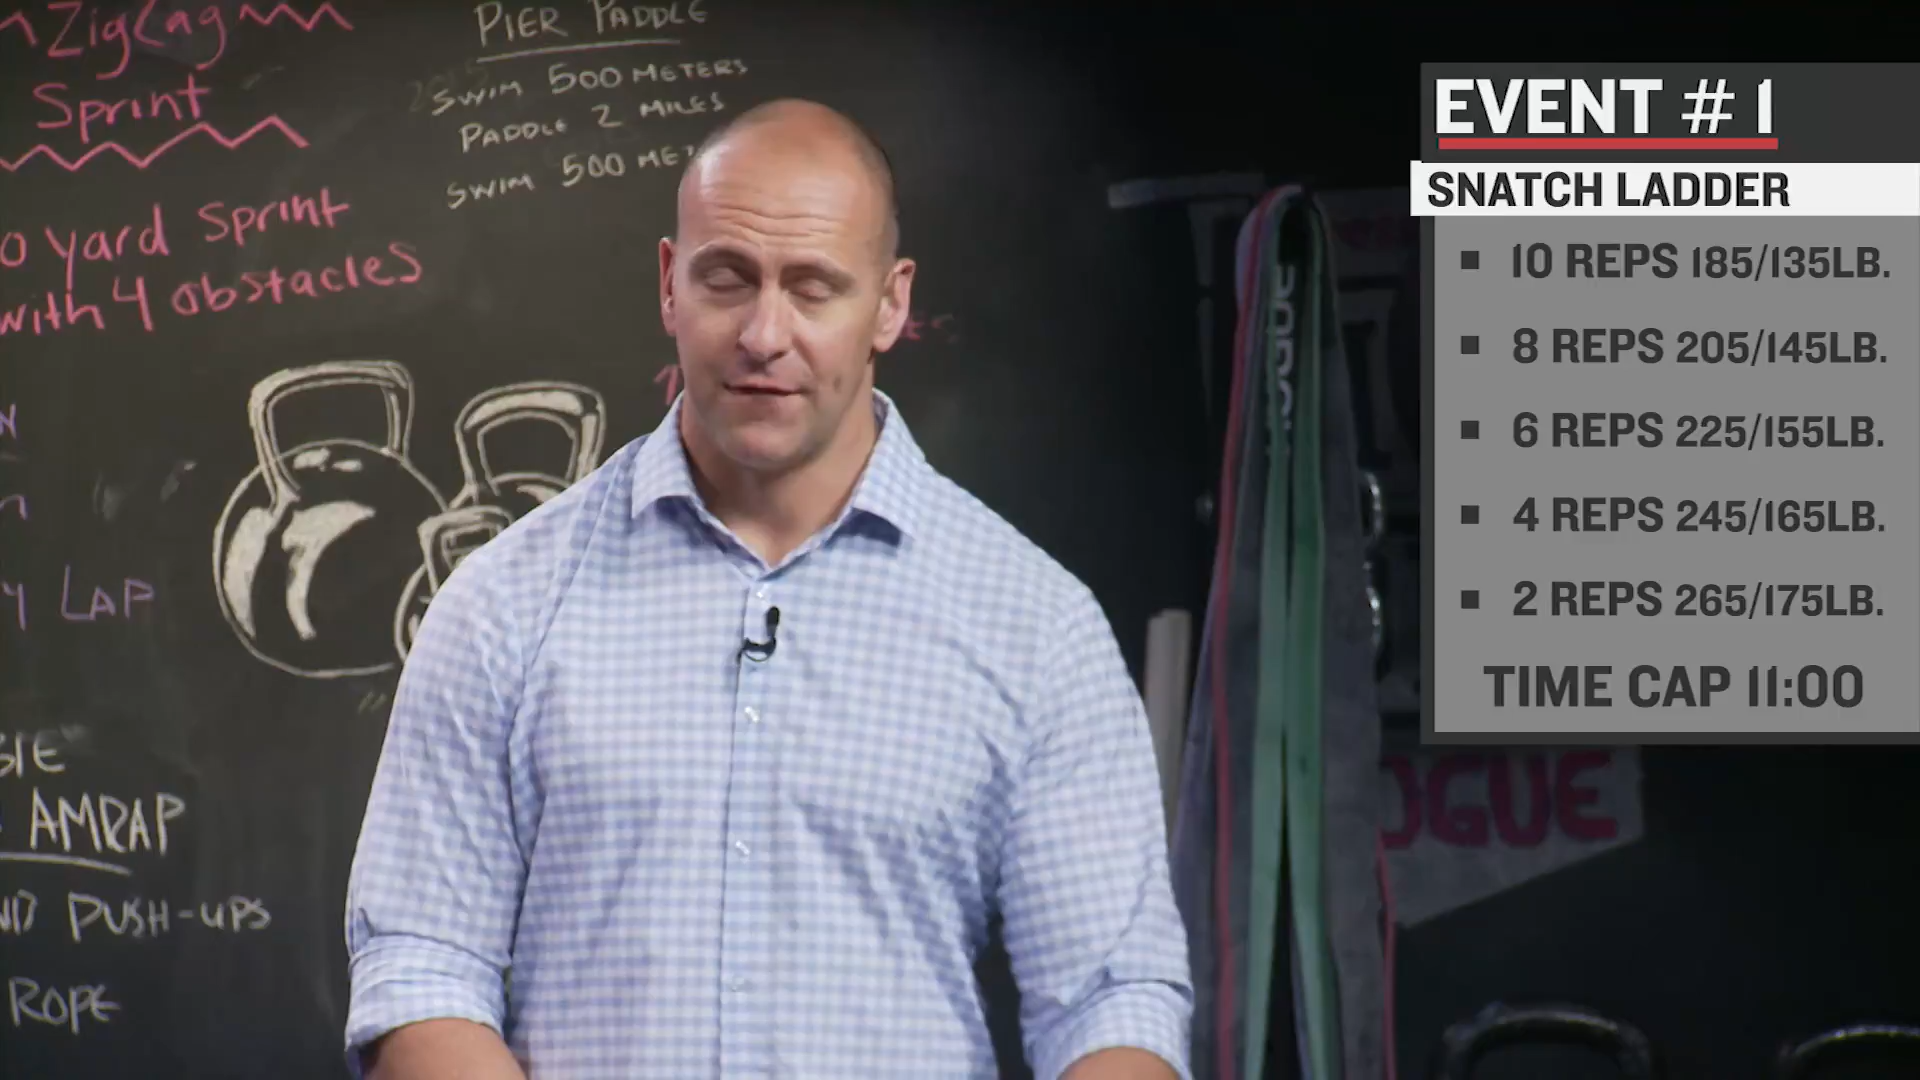 ZigZag
Sprint
yard Sprint
with 4 obstacles
PIER PADDLE
SWIM 500 METERS
PADDLE 2 MILES
SWIM 500
LAP
AMRAP
PUSH-UPS
ROPE
EVENT # 1
SNATCH LADDER
▪ 10 REPS 185/135LB.
▪ 8 REPS 205/145LB.
▪ 6 REPS 225/155LB.
▪ 4 REPS 245/165LB.
▪ 2 REPS 265/175LB.
TIME CAP 11:00
ROGUE